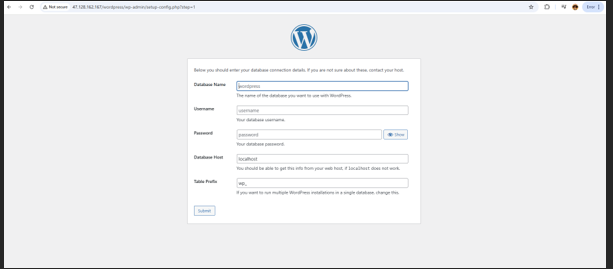 Not secure 47.128.162.187/wordpress/wp-admin/setup-config.php?step=1
Error
Below you should enter your database connection details. If you are not sure about these, contact your host.
Database Name
wordpress
The name of the database you want to use with WordPress.
Username
username
Your database username.
Password
password
Show
Your database password.
Database Host
localhost
You should be able to get this info from your web host, if localhost does not work.
Table Prefix
wp_
If you want to run multiple WordPress installations in a single database, change this.
Submit